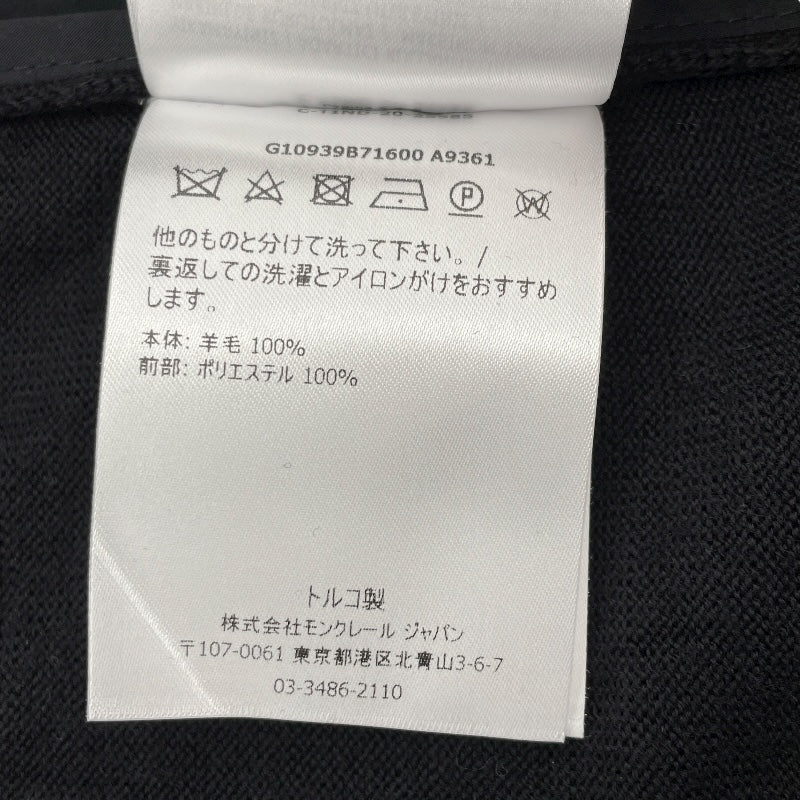 G10939B71600 A9361
P
W
他のものと分けて洗って下さい。/
裏返しての洗濯とアイロンがけをおすすめ
します。
本体: 羊毛 100%
前部: ポリエステル 100%
トルコ製
株式会社モンクレール ジャパン
〒107-0061 東京都港区北青山3-6-7
03-3486-2110